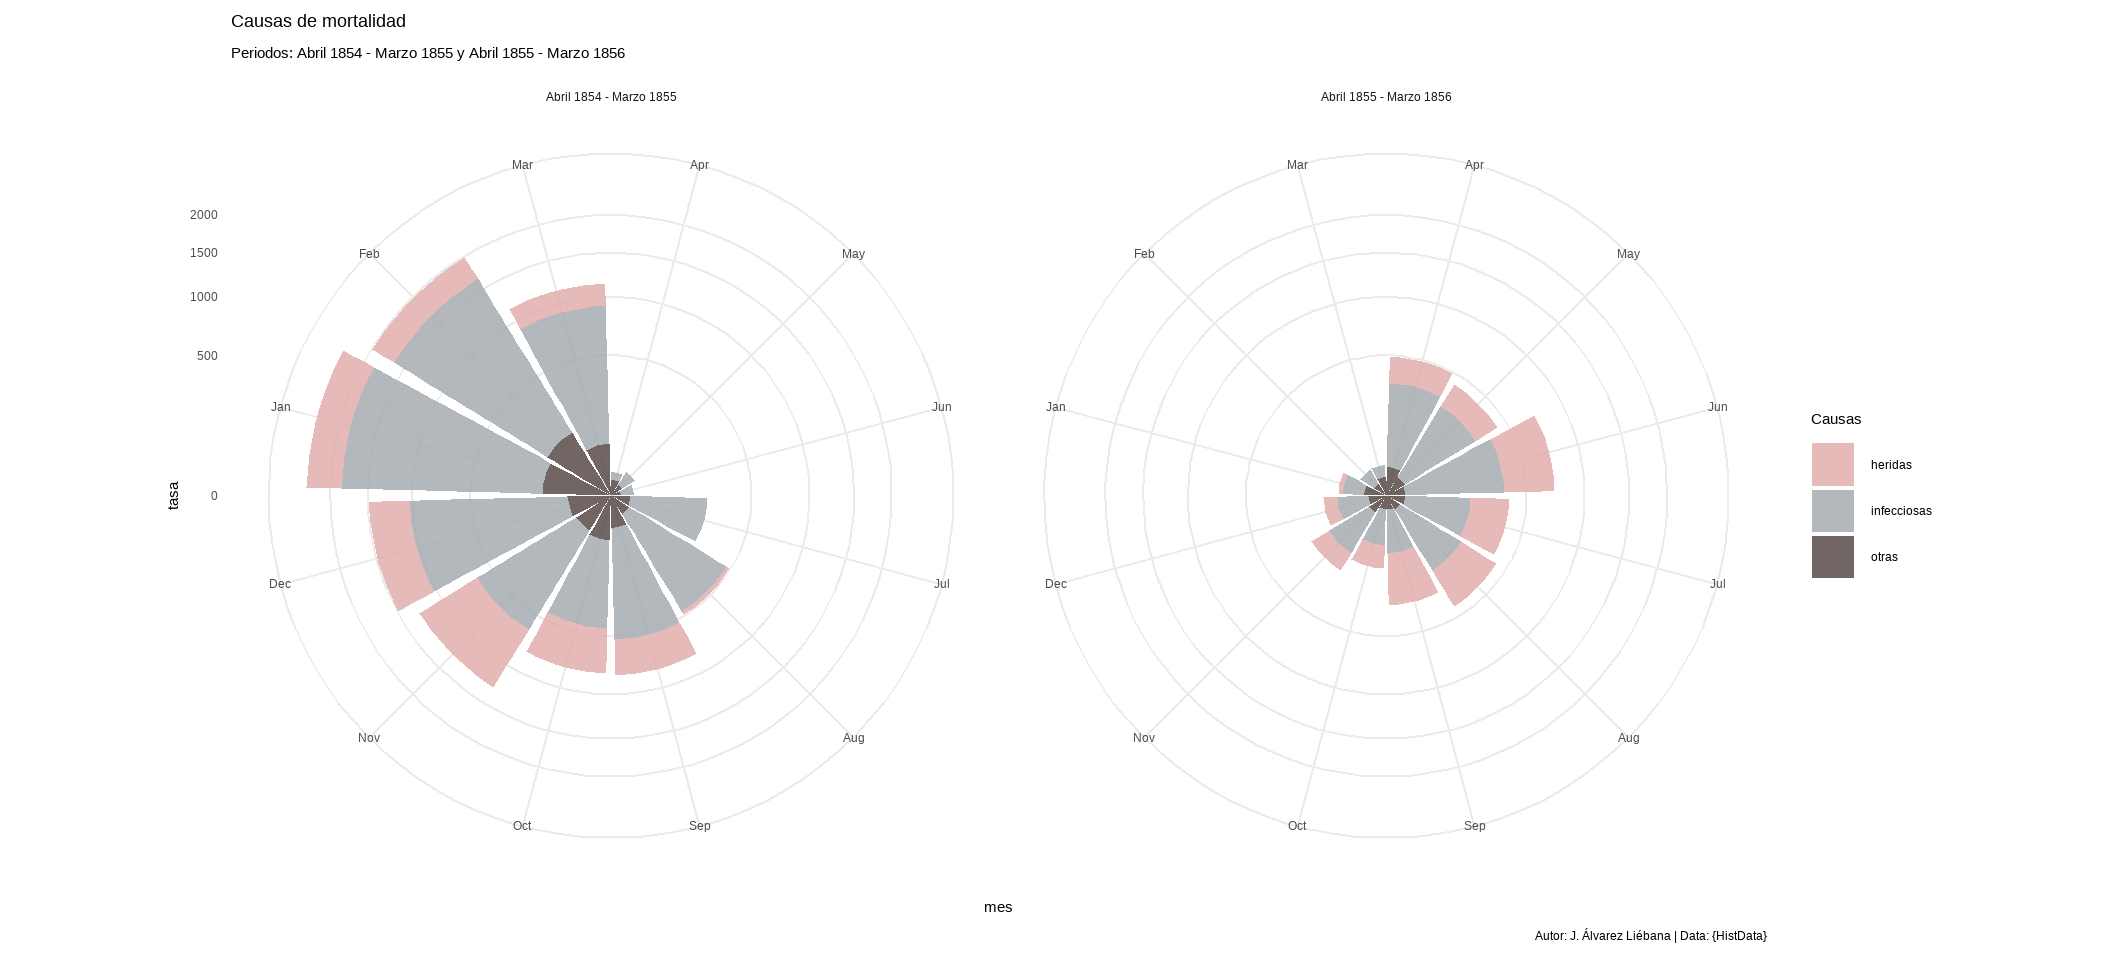 Causas de mortalidad
Periodos: Abril 1854 - Marzo 1855 y Abril 1855 - Marzo 1856
Abril 1854 - Marzo 1855
Abril 1855 - Marzo 1856
tasa
2000
1500
1000
500
0
Mar
Apr
Feb
May
Jan
Jun
Dec
Jul
Nov
Aug
Oct
Sep
Mar
Apr
Feb
May
Jan
Jun
Dec
Jul
Nov
Aug
Oct
Sep
Causas
heridas
infecciosas
otras
mes
Autor: J. Álvarez Liébana | Data: {HistData}